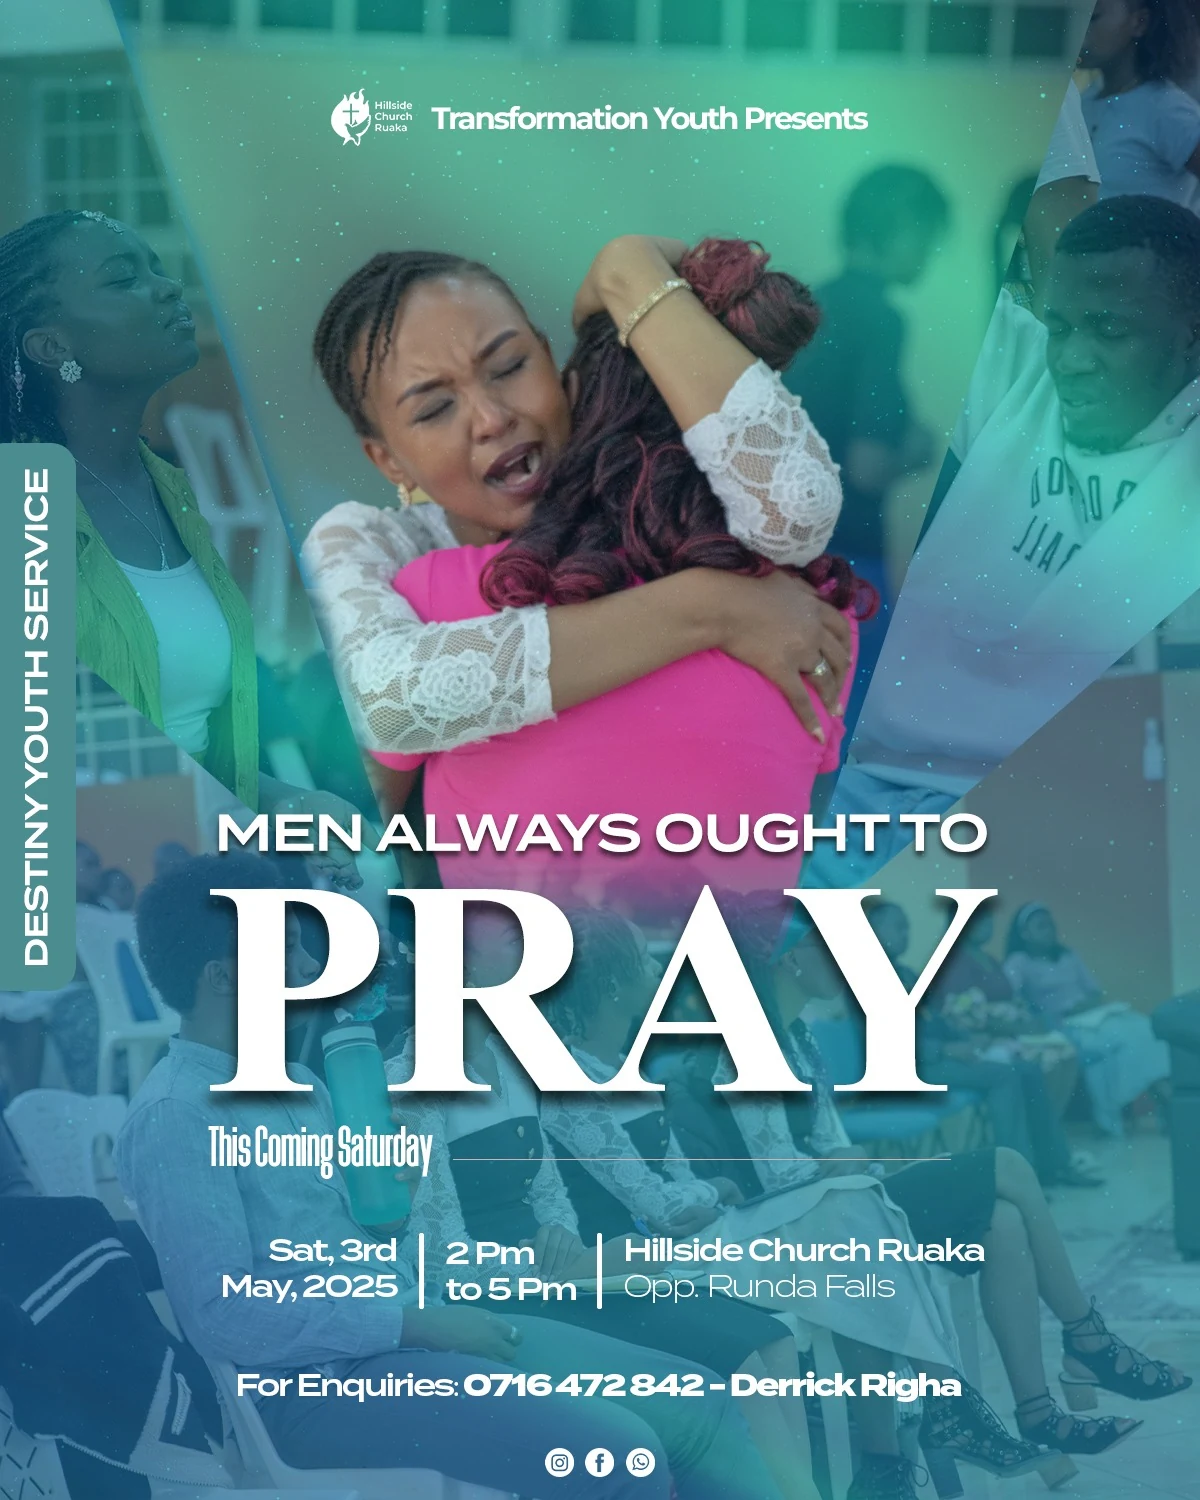 Hillside
Church
Ruaka
Transformation Youth Presents
DESTINY YOUTH SERVICE
MEN ALWAYS OUGHT TO
PRAY
This Coming Saturday
Sat, 3rd
May, 2025
2 Pm
to 5 Pm
Hillside Church Ruaka
Opp. Runda Falls
For Enquiries: 0716 472 842 - Derrick Righa